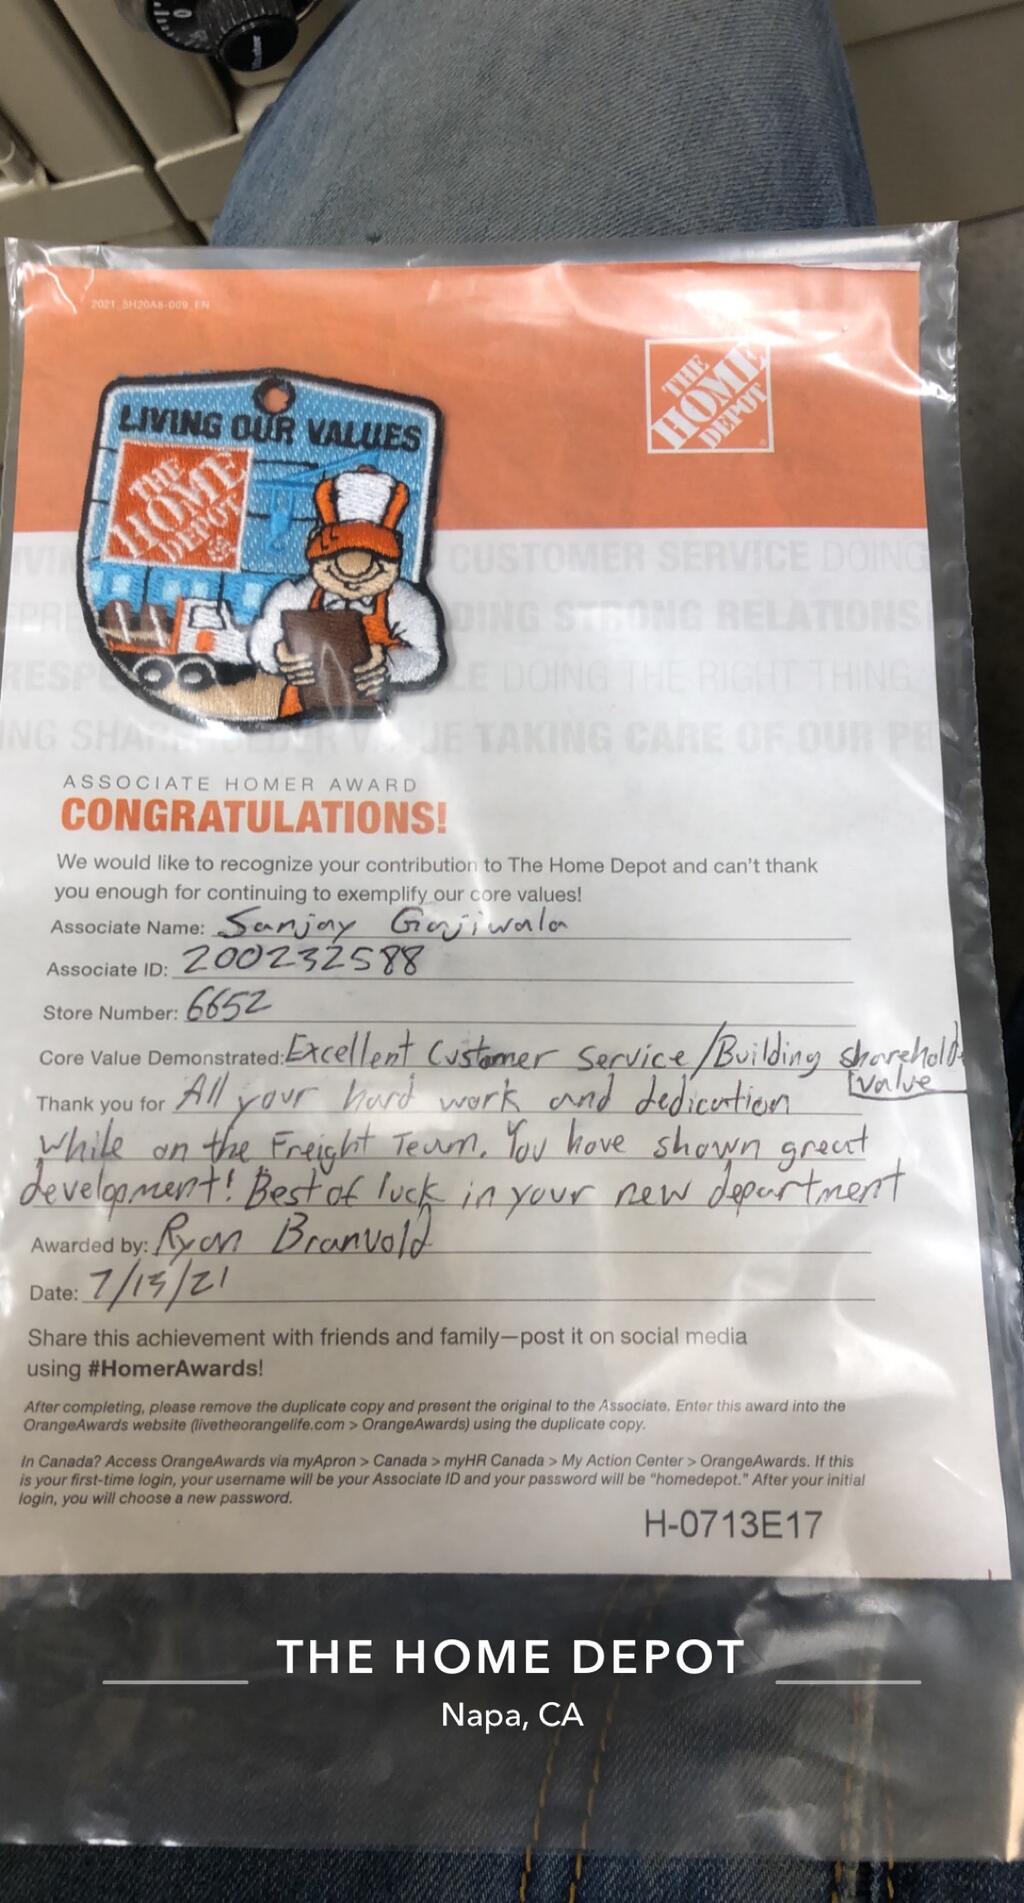 2021_SH20A8-009_EN
THE
HOME
DEPOT
LIVING OUR VALUES
THE
HOME
DEPOT
CUSTOMER SERVICE DOING
STRONG RELATIONS
DOING THE RIGHT THING
TAKING CARE OF OUR PE
ASSOCIATE HOMER AWARD
CONGRATULATIONS!
We would like to recognize your contribution to The Home Depot and can't thank
you enough for continuing to exemplify our core values!
Associate Name: Sanjay Gajiwala
Associate ID: 200232588
Store Number: 6652
Core Value Demonstrated: Excellent Customer Service/Building sharehold
value
Thank you for All your hard work and dedication
while on the Freight Team. You have shown great
development! Best of luck in your new department
Awarded by: Ryan Branvold
Date: 7/13/21
Share this achievement with friends and family—post it on social media
using #HomerAwards!
After completing, please remove the duplicate copy and present the original to the Associate. Enter this award into the
OrangeAwards website (livetheorangelife.com > OrangeAwards) using the duplicate copy.
In Canada? Access OrangeAwards via myApron > Canada > myHR Canada > My Action Center > OrangeAwards. If this
is your first-time login, your username will be your Associate ID and your password will be "homedepot." After your initial
login, you will choose a new password.
H-0713E17
THE HOME DEPOT
Napa, CA